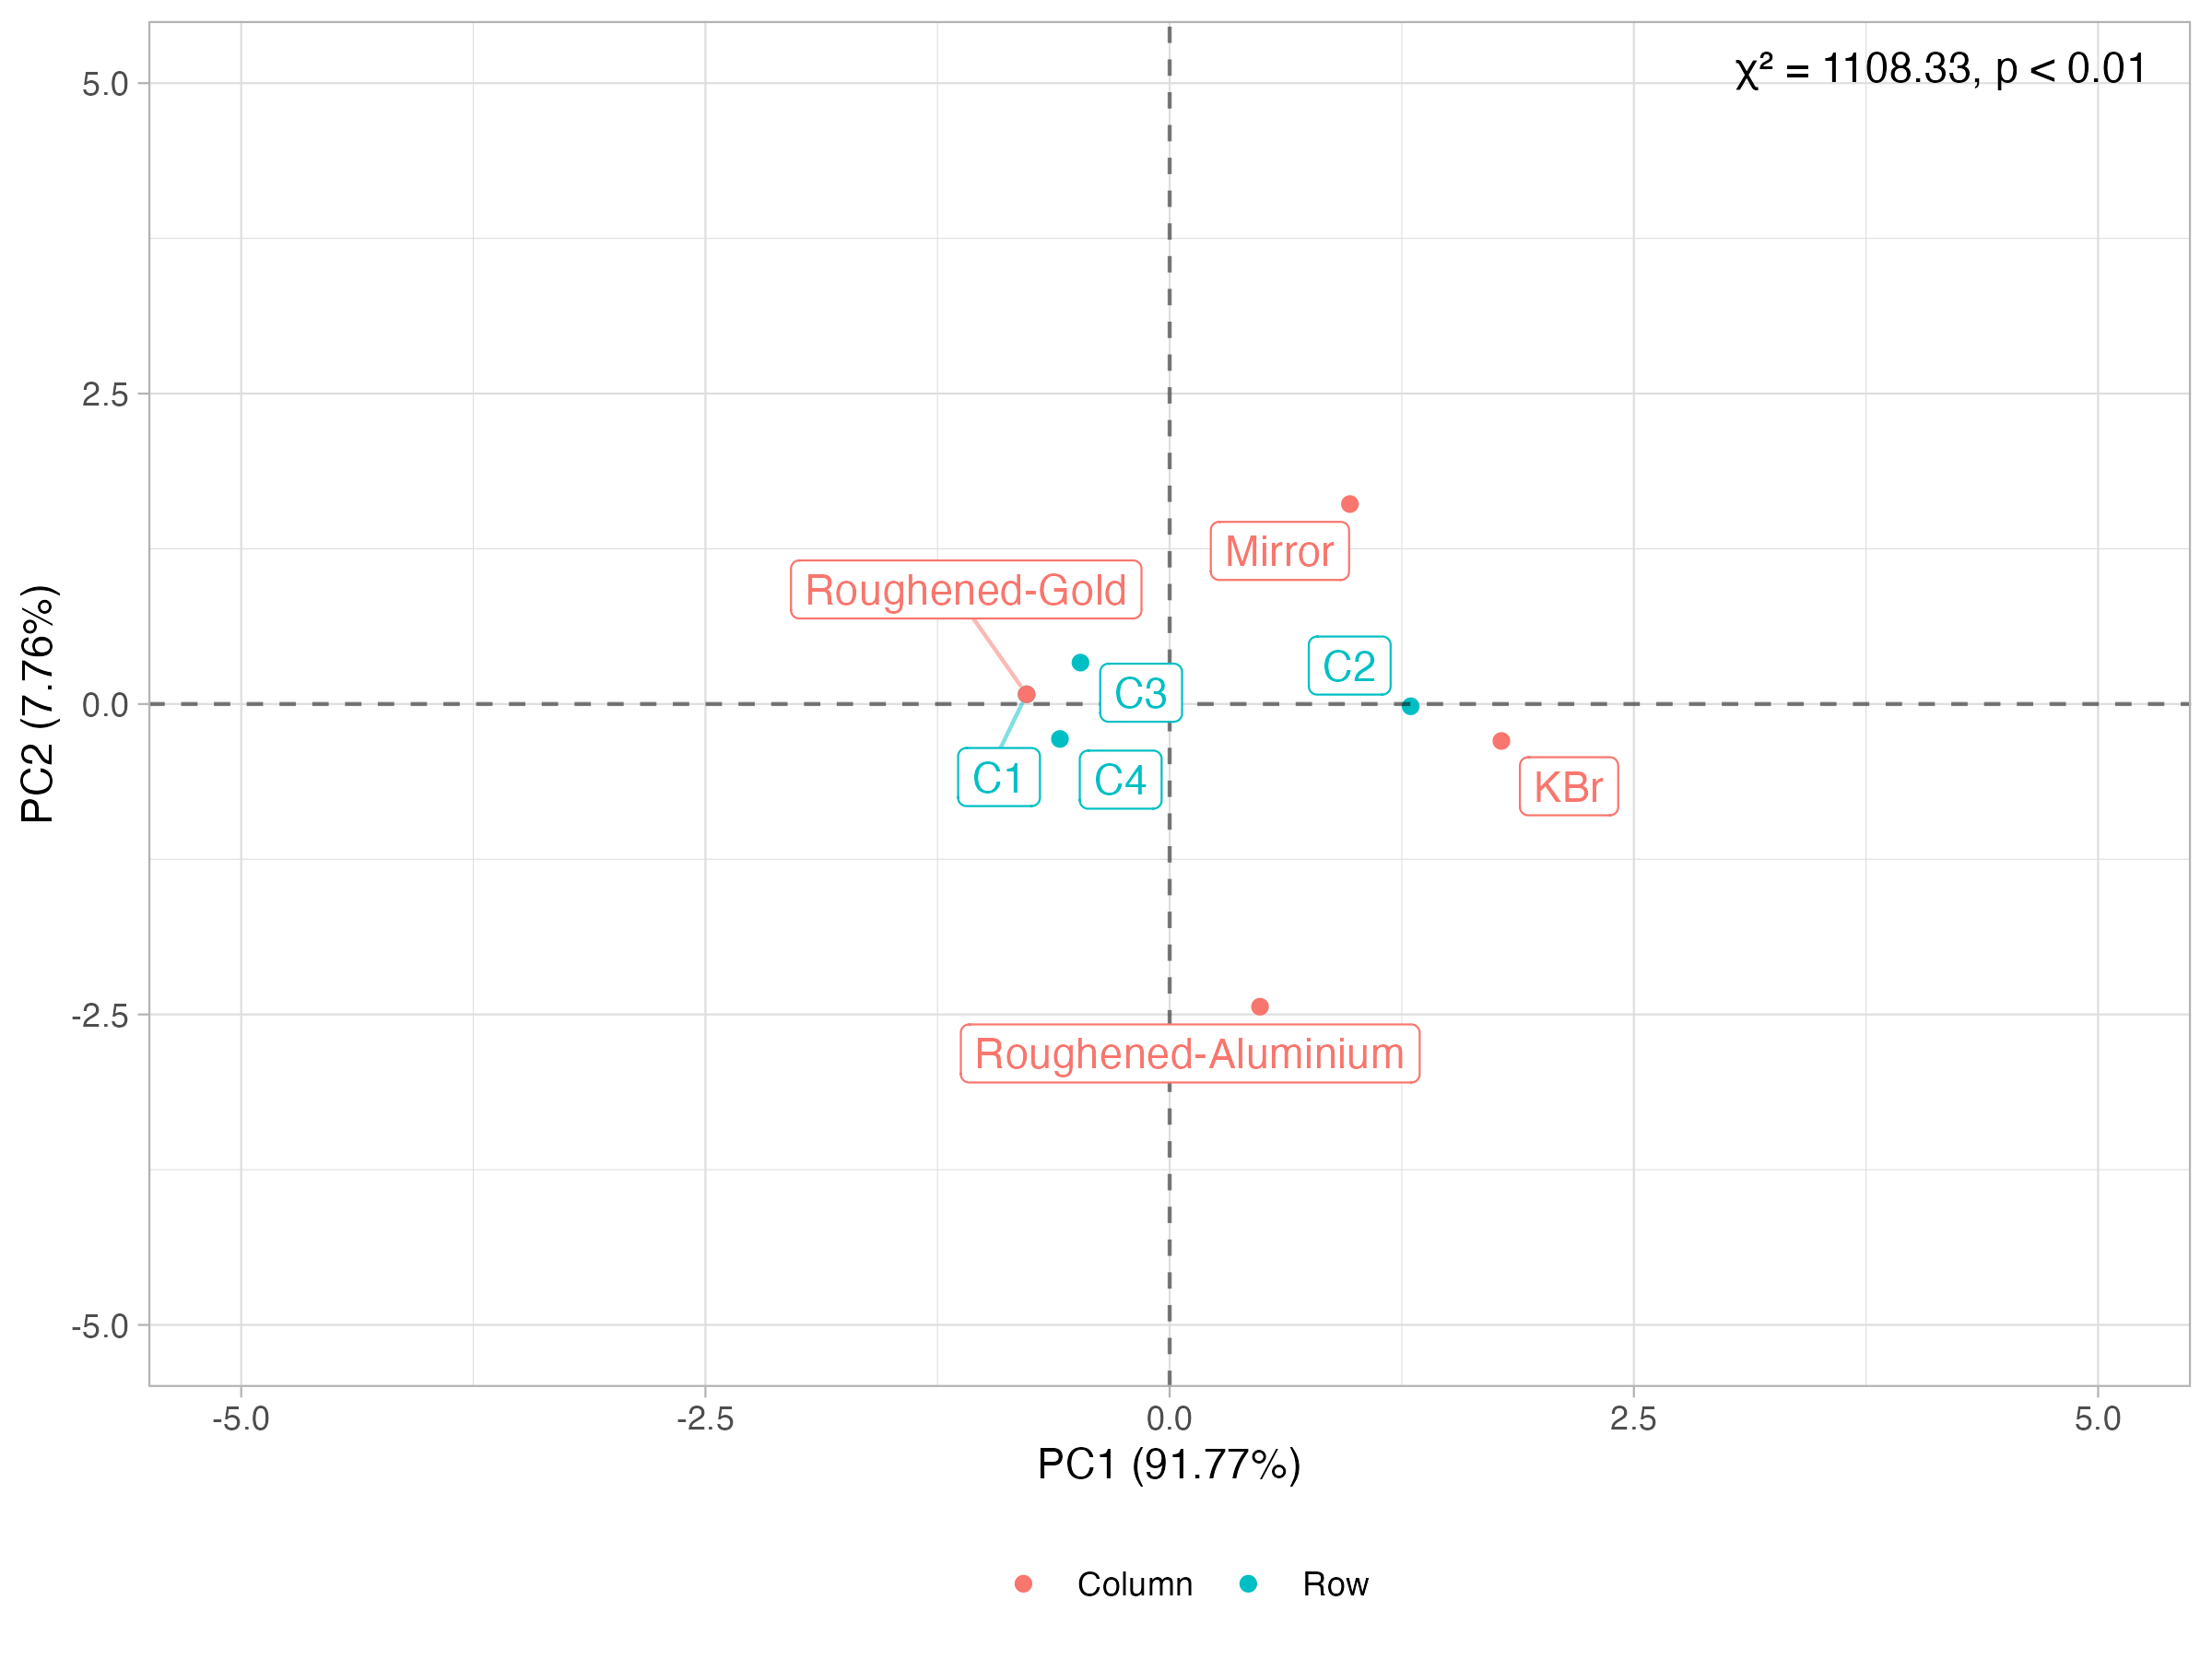 χ² = 1108.33, p < 0.01
5.0
2.5
0.0
-2.5
-5.0
PC2 (7.76%)
Mirror
Roughened-Gold
C2
C3
C1
C4
KBr
Roughened-Aluminium
-5.0
-2.5
0.0
2.5
5.0
PC1 (91.77%)
Column
Row